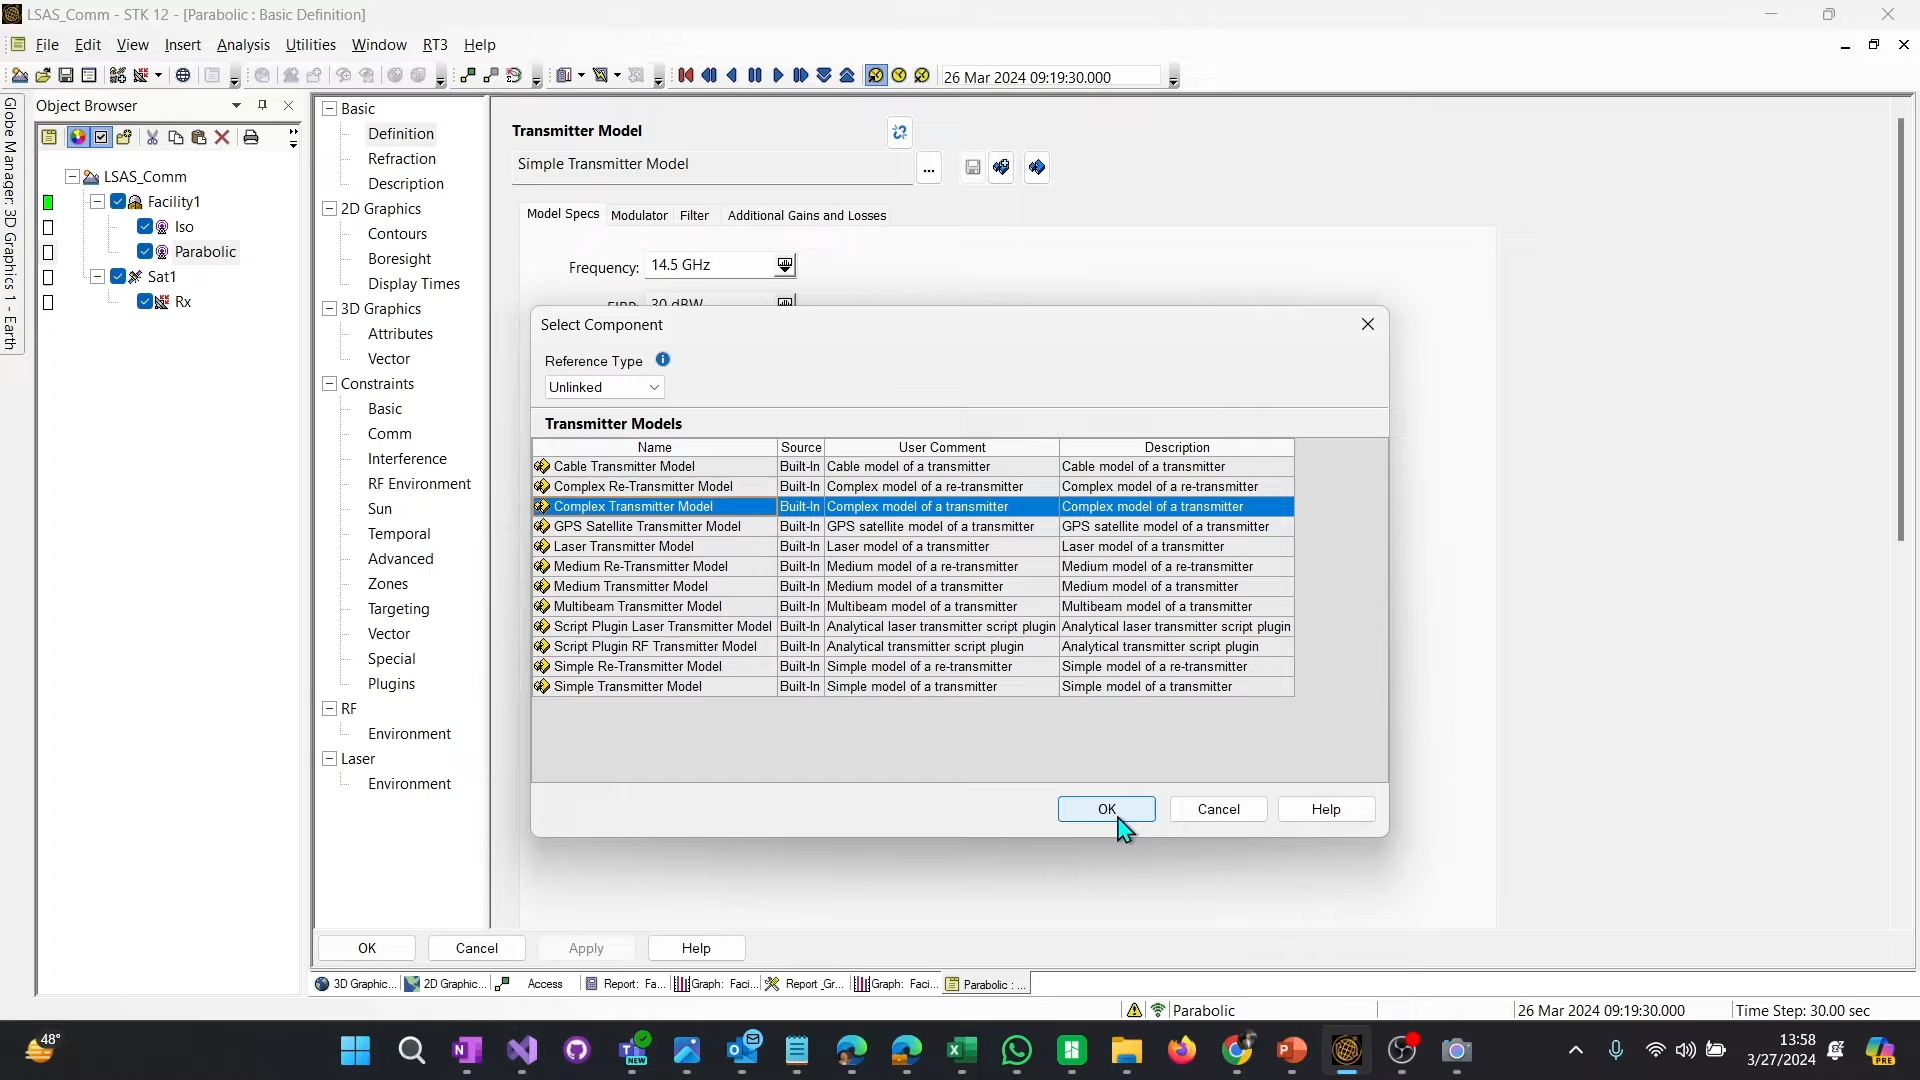 LSAS_Comm - STK 12 - [Parabolic : Basic Definition]
File Edit View Insert Analysis Utilities Window RT3 Help
26 Mar 2024 09:19:30.000
Globe Manager: 3D Graphics 1 - Earth
Object Browser
LSAS_Comm
Facility1
Iso
Parabolic
Sat1
Rx
Basic
Definition
Refraction
Description
2D Graphics
Contours
Boresight
Display Times
3D Graphics
Attributes
Vector
Constraints
Basic
Comm
Interference
RF Environment
Sun
Temporal
Advanced
Zones
Targeting
Vector
Special
Plugins
RF
Environment
Laser
Environment
Transmitter Model
Simple Transmitter Model
...
Model Specs Modulator Filter Additional Gains and Losses
Frequency: 14.5 GHz
EIRP: 30 dBW
Select Component
Reference Type
Unlinked
Transmitter Models
Name Source User Comment Description
Cable Transmitter Model Built-In Cable model of a transmitter Cable model of a transmitter
Complex Re-Transmitter Model Built-In Complex model of a re-transmitter Complex model of a re-transmitter
Complex Transmitter Model Built-In Complex model of a transmitter Complex model of a transmitter
GPS Satellite Transmitter Model Built-In GPS satellite model of a transmitter GPS satellite model of a transmitter
Laser Transmitter Model Built-In Laser model of a transmitter Laser model of a transmitter
Medium Re-Transmitter Model Built-In Medium model of a re-transmitter Medium model of a re-transmitter
Medium Transmitter Model Built-In Medium model of a transmitter Medium model of a transmitter
Multibeam Transmitter Model Built-In Multibeam model of a transmitter Multibeam model of a transmitter
Script Plugin Laser Transmitter Model Built-In Analytical laser transmitter script plugin Analytical laser transmitter script plugin
Script Plugin RF Transmitter Model Built-In Analytical transmitter script plugin Analytical transmitter script plugin
Simple Re-Transmitter Model Built-In Simple model of a re-transmitter Simple model of a re-transmitter
Simple Transmitter Model Built-In Simple model of a transmitter Simple model of a transmitter
OK Cancel Help
OK Cancel Apply Help
3D Graphic... 2D Graphic... Access Report: Fa... Graph: Faci... Report_Gr... Graph: Faci... Parabolic : ...
Parabolic 26 Mar 2024 09:19:30.000 Time Step: 30.00 sec
48°
NEW
13:58
3/27/2024
PRE